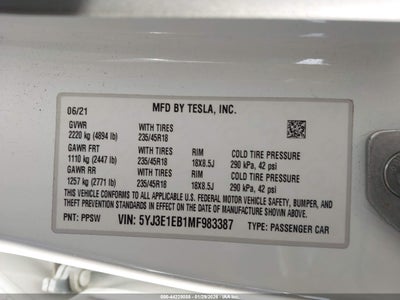 06/21 MFD BY TESLA, INC.
GVWR WITH TIRES
2220 kg (4894 lb) 235/45R18
GAWR FRT WITH TIRES RIM COLD TIRE PRESSURE
1110 kg (2447 lb) 235/45R18 18X8.5J 290 kPa, 42 psi
GAWR RR WITH TIRES RIM COLD TIRE PRESSURE
1257 kg (2771 lb) 235/45R18 18X8.5J 290 kPa, 42 psi
THIS VEHICLE CONFORMS TO ALL APPLICABLE
FEDERAL MOTOR VEHICLE SAFETY, BUMPER, AND
THEFT PREVENTION STANDARDS IN EFFECT ON THE
DATE OF MANUFACTURE SHOWN ABOVE.
PNT: PPSW VIN: 5YJ3E1EB1MF983387 TYPE: PASSENGER CAR